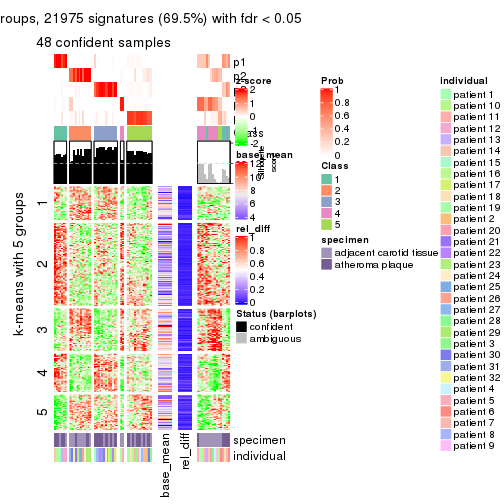 roups, 21975 signatures (69.5%) with fdr < 0.05
48 confident samples
p1
p2
z-score
2
1
-1
-2
base_mean
12
10
6
4
rel_diff
1
0.8
0.6
0.4
0.2
0
Status (barplots)
confident
ambiguous
Prob
1
0.8
0.6
0.4
0.2
0
Class
1
2
3
4
5
specimen
adjacent carotid tissue
atheroma plaque
individual
patient 1
patient 10
patient 11
patient 12
patient 13
patient 14
patient 15
patient 16
patient 17
patient 18
patient 19
patient 2
patient 20
patient 21
patient 22
patient 23
patient 24
patient 25
patient 26
patient 27
patient 28
patient 29
patient 3
patient 30
patient 31
patient 32
patient 4
patient 5
patient 6
patient 7
patient 8
patient 9
k-means with 5 groups
1
2
3
4
5
specimen
individual
base_mean
rel_diff